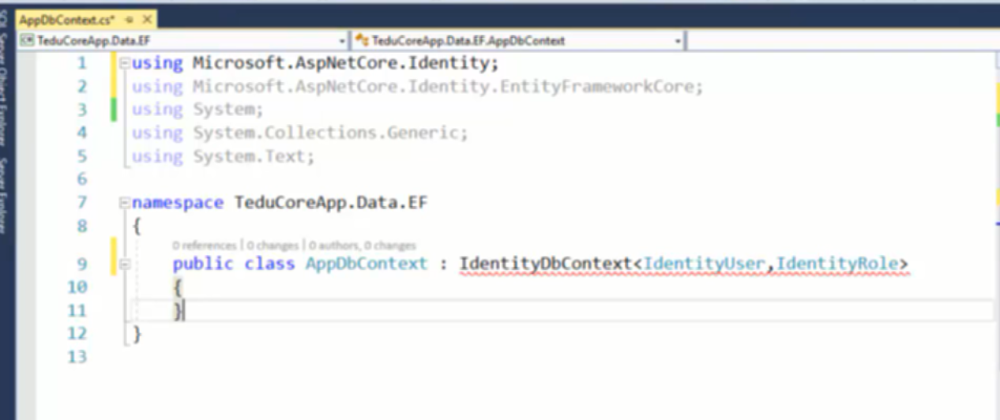 AppDbContext.cs*
TeduCoreApp.Data.EF TeduCoreApp.Data.EF.AppDbContext
SQL Server Object Explorer
Server Explorer
1 using Microsoft.AspNetCore.Identity;
2 using Microsoft.AspNetCore.Identity.EntityFrameworkCore;
3 using System;
4 using System.Collections.Generic;
5 using System.Text;
6
7 namespace TeduCoreApp.Data.EF
8 {
0 references | 0 changes | 0 authors, 0 changes
9 public class AppDbContext : IdentityDbContext<IdentityUser,IdentityRole>
10 {
11 }
12 }
13